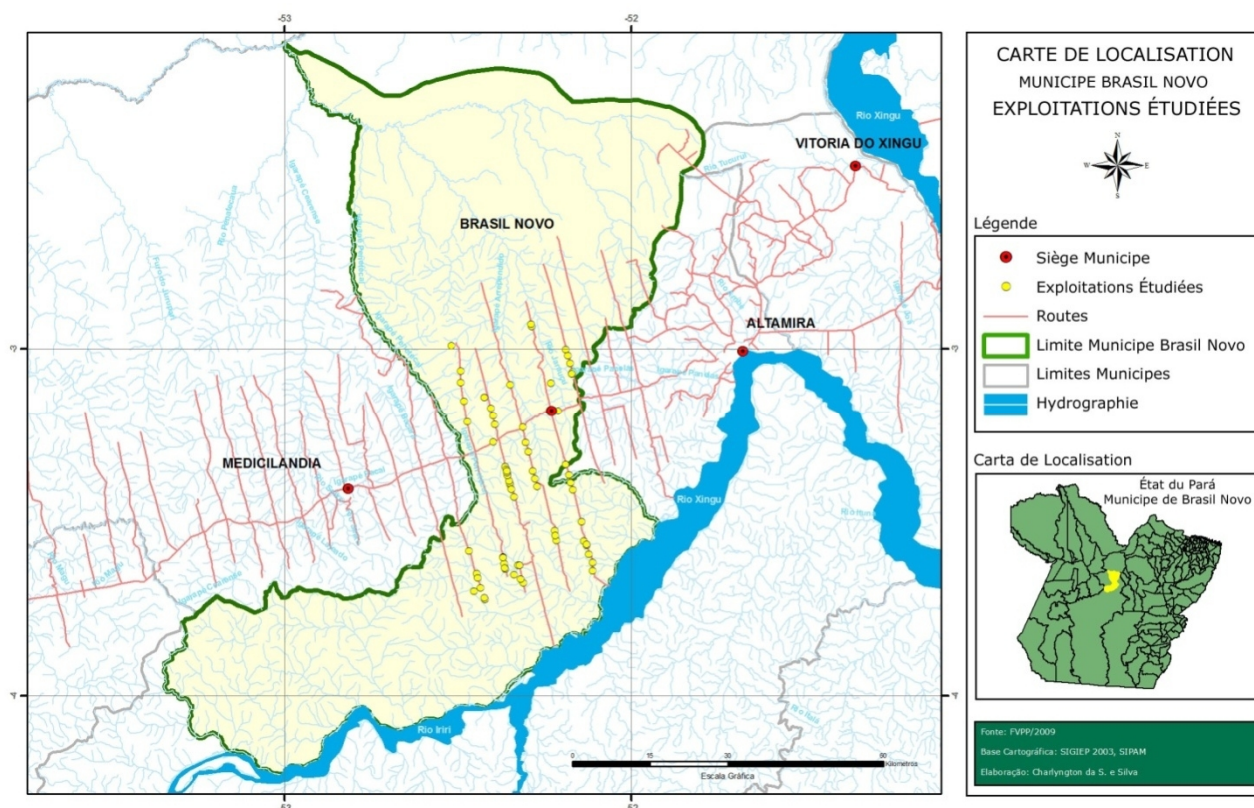 -53
-52
CARTE DE LOCALISATION
MUNICIPE BRASIL NOVO
EXPLOITATIONS ÉTUDIÉES
N
W
E
S
Légende
Siège Municipe
Exploitations Étudiées
Routes
Limite Municipe Brasil Novo
Limites Municipes
Hydrographie
Carta de Localisation
État du Pará
Municipe de Brasil Novo
Fonte: FVPP/2009
Base Cartográfica: SIGIEP 2003, SIPAM
Elaboração: Charlyngton da S. e Silva
Rio Xingu
VITORIA DO XINGU
Rio Tucuruí
BRASIL NOVO
ALTAMIRA
MEDICILANDIA
Rio Xingu
Rio Iriri
-3
-3
-4
-4
0
15
30
60
Kilometros
Escala Gráfica
-53
-52